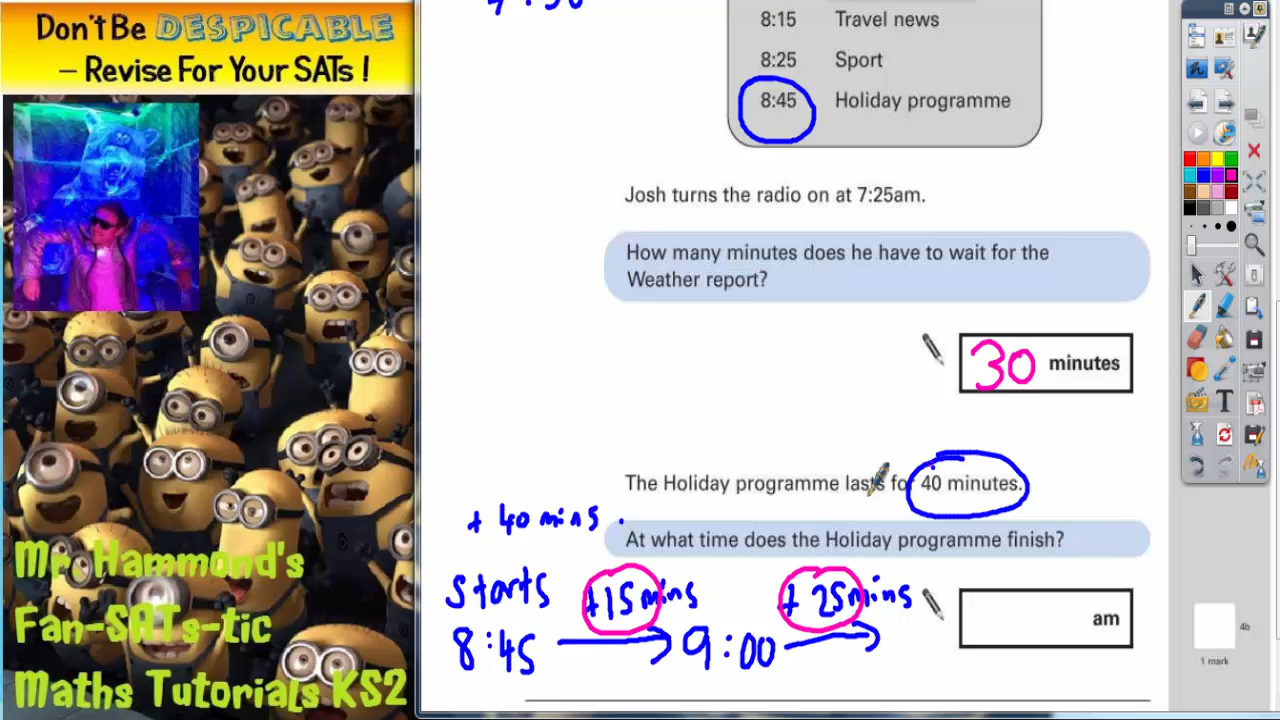 Don't Be DESPICABLE
– Revise For Your SATs !
8:15 Travel news
8:25 Sport
8:45 Holiday programme
Josh turns the radio on at 7:25am.
How many minutes does he have to wait for the
Weather report?
30 minutes
The Holiday programme lasts for 40 minutes.
+ 40 mins
At what time does the Holiday programme finish?
Starts +15 mins + 25 mins
8:45 9:00
am
4b
1 mark
Mr Hammond's
Fan-SATs-tic
Maths Tutorials KS2